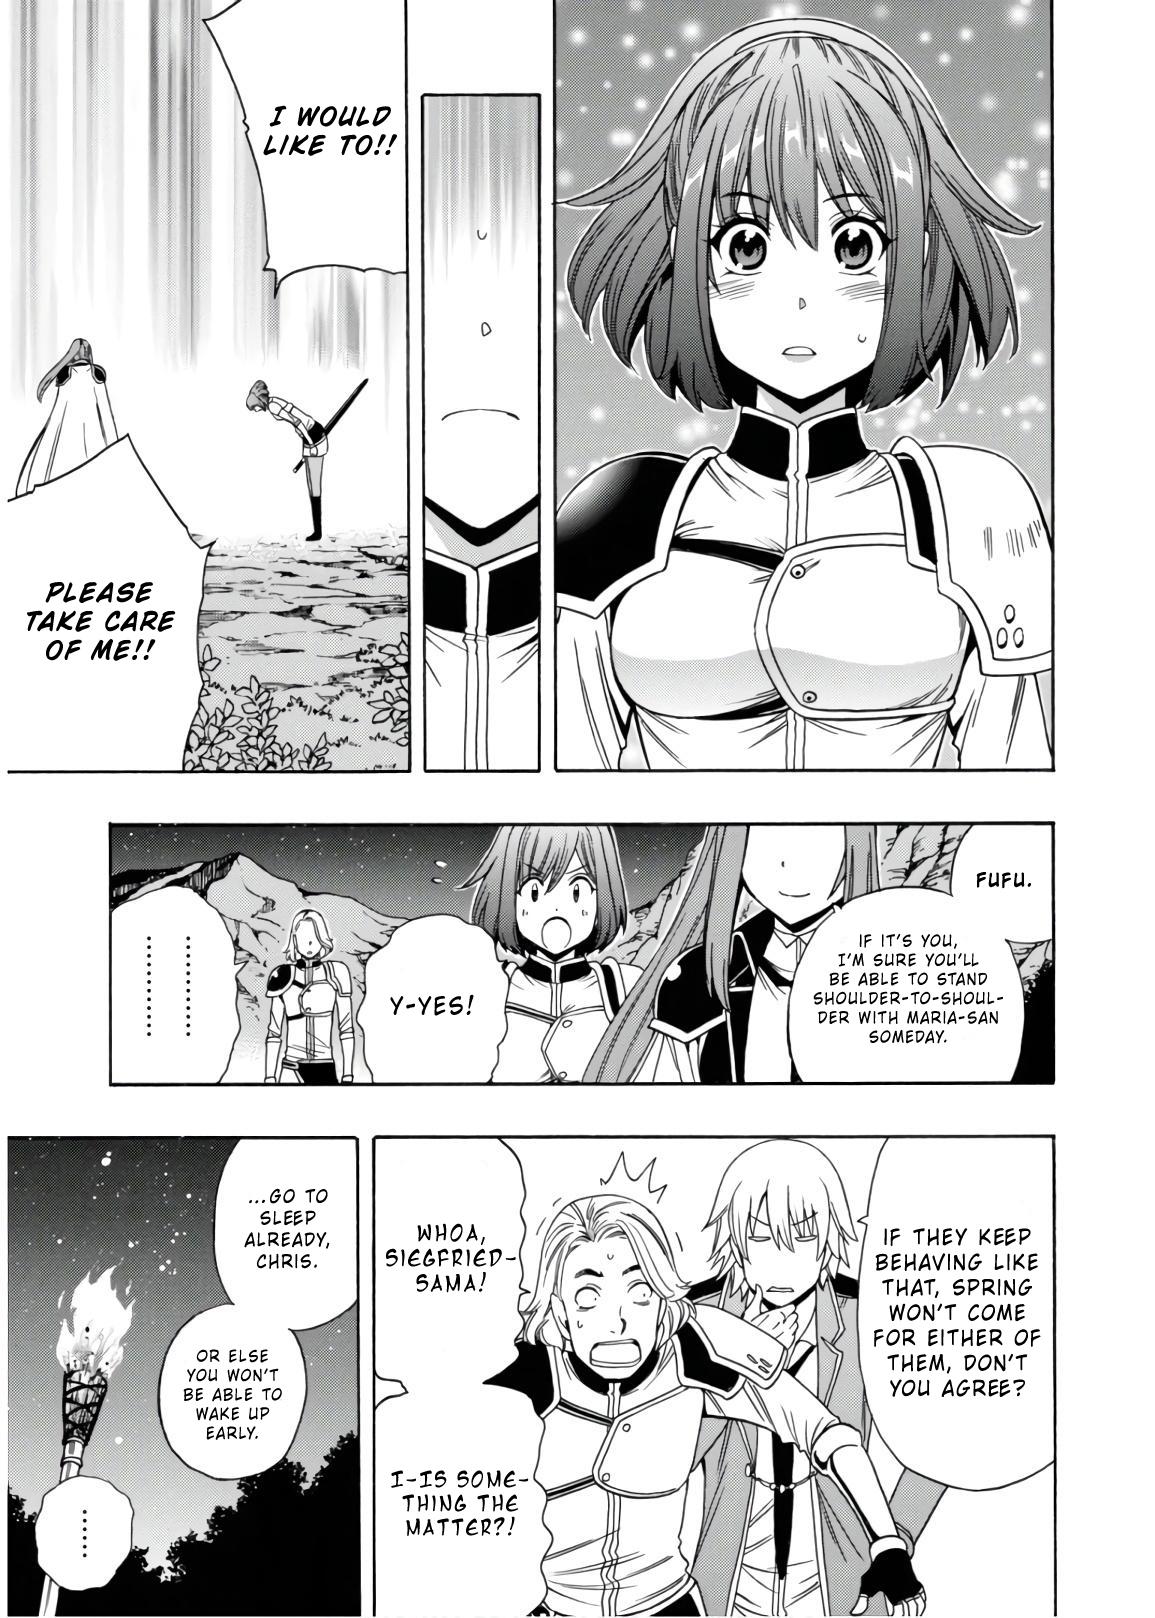 I WOULD
LIKE TO!!
PLEASE
TAKE CARE
OF ME!!
FUFU.
IF IT'S YOU,
I'M SURE YOU'LL
BE ABLE TO STAND
SHOULDER-TO-SHOUL-
DER WITH MARIA-SAN
SOMEDAY.
Y-YES!
.......
.......
IF THEY KEEP
BEHAVING LIKE
THAT, SPRING
WON'T COME
FOR EITHER OF
THEM, DON'T
YOU AGREE?
WHOA,
SIEGFRIED-
SAMA!
I-IS SOME-
THING THE
MATTER?!
...GO TO
SLEEP
ALREADY,
CHRIS.
OR ELSE
YOU WON'T
BE ABLE TO
WAKE UP
EARLY.
.....